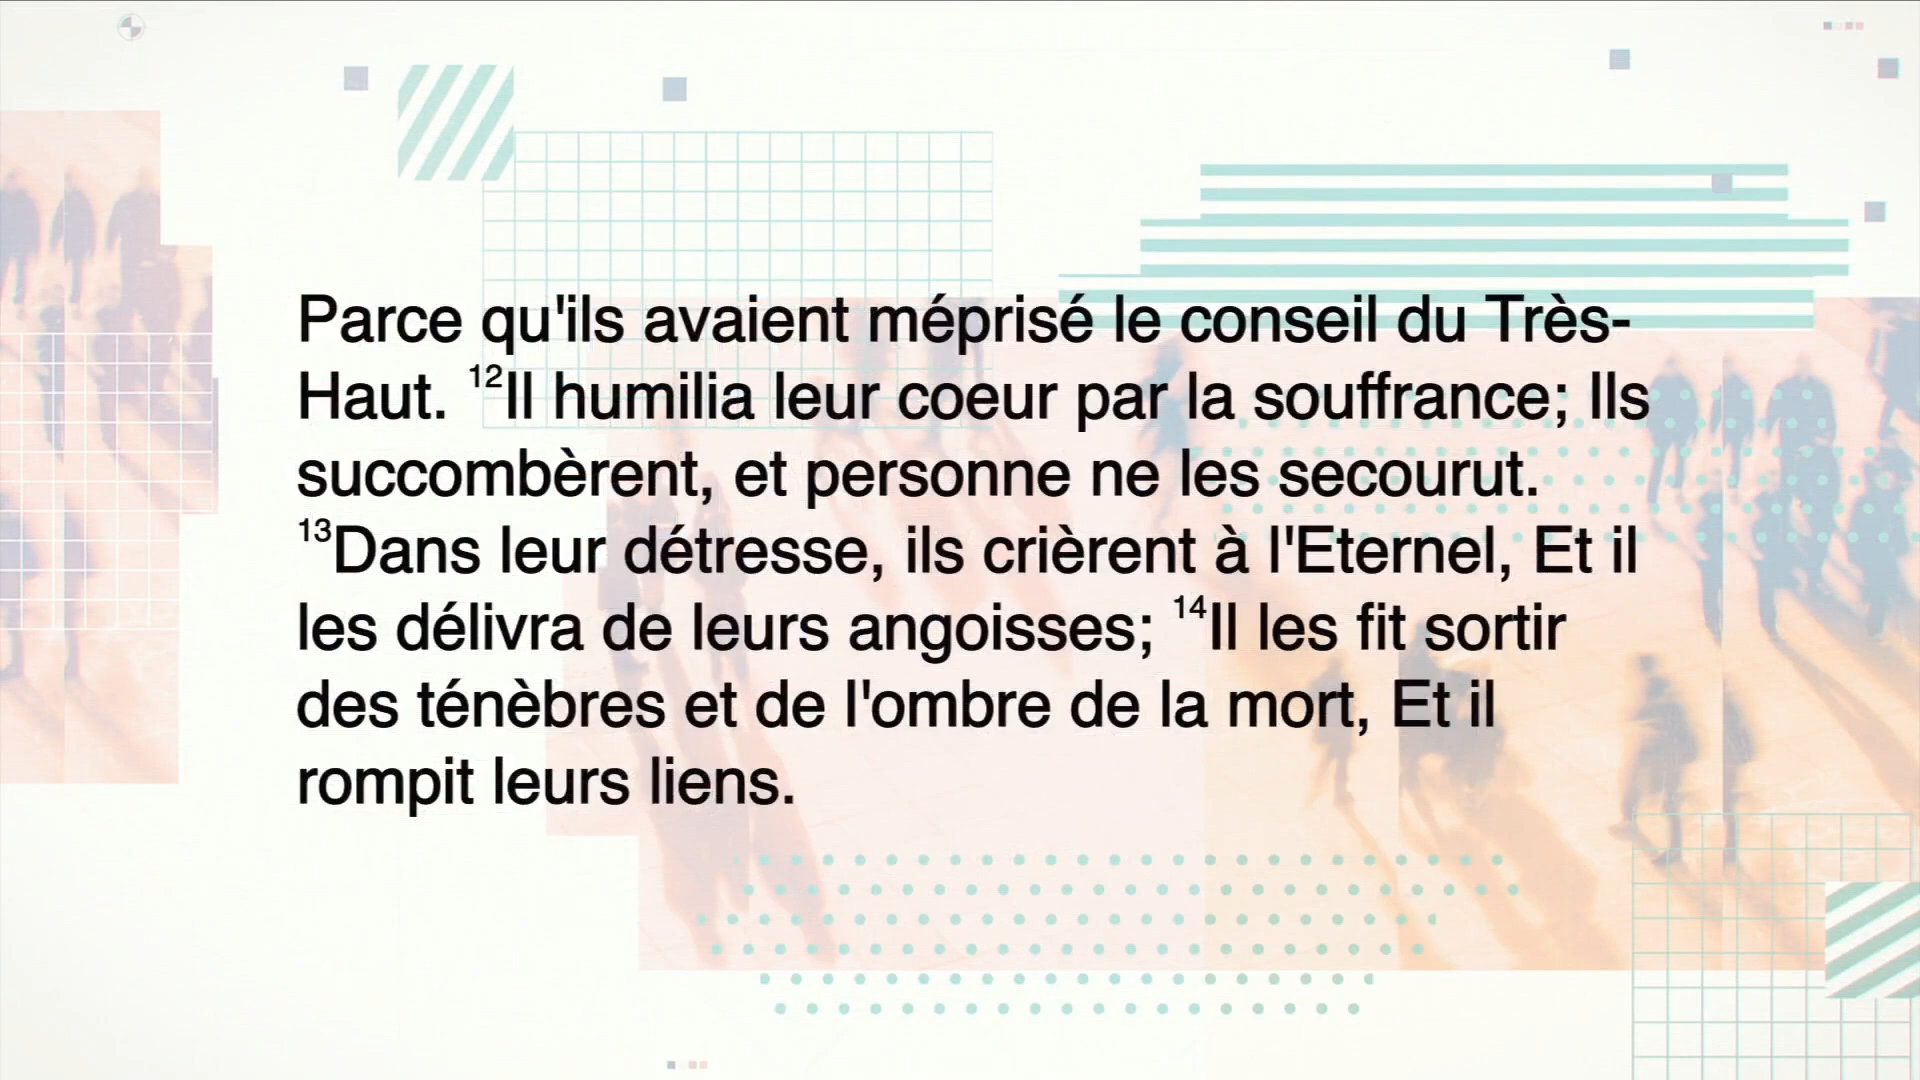 Parce qu'ils avaient méprisé le conseil du Très-
Haut. 12Il humilia leur coeur par la souffrance; Ils
succombèrent, et personne ne les secourut.
13Dans leur détresse, ils crièrent à l'Eternel, Et il
les délivra de leurs angoisses; 14Il les fit sortir
des ténèbres et de l'ombre de la mort, Et il
rompit leurs liens.